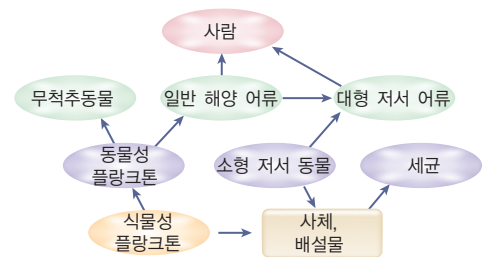 사람
무척추동물
일반 해양 어류
대형 저서 어류
동물성
플랑크톤
소형 저서 동물
세균
식물성
플랑크톤
사체,
배설물